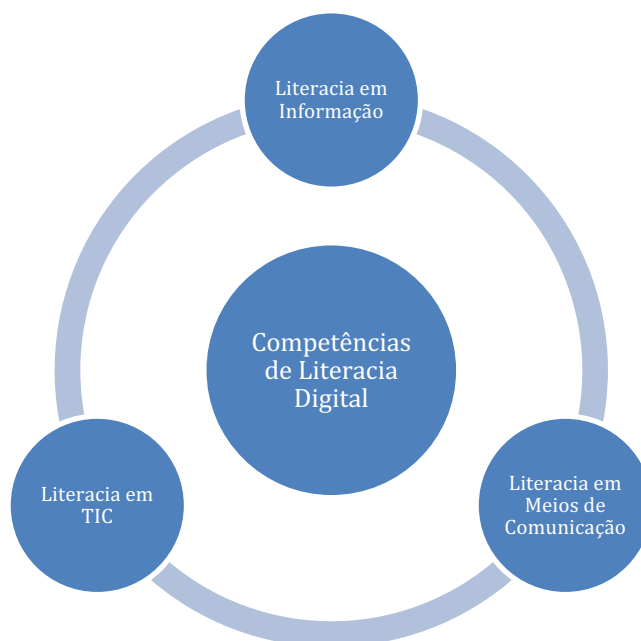 Literacia em
Informação
Competências
de Literacia
Digital
Literacia em
TIC
Literacia em
Meios de
Comunicação